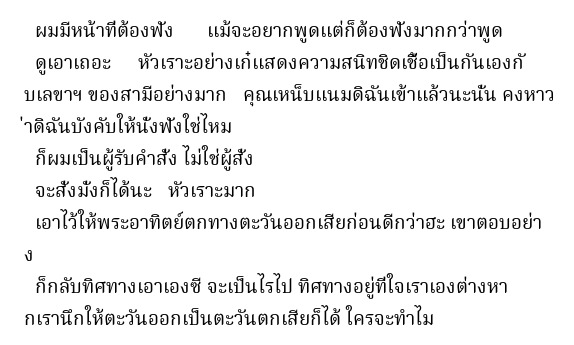 ผมมีหน้าที่ต้องฟัง แม้จะอยากพูดแต่ก็ต้องฟังมากกว่าพูด
ดูเอาเถอะ หัวเราะอย่างเก๋แสดงความสนิทชิดเชื้อเป็นกันเองกั
บเลขาฯ ของสามีอย่างมาก คุณเหน็บแนมดิฉันเข้าแล้วนะนั่น คงหาว
่าดิฉันบังคับให้นั่งฟังใช่ไหม
ก็ผมเป็นผู้รับคำสั่ง ไม่ใช่ผู้สั่ง
จะสั่งมั่งก็ได้นะ หัวเราะมาก
เอาไว้ให้พระอาทิตย์ตกทางตะวันออกเสียก่อนดีกว่าฮะ เขาตอบอย่า
ง
ก็กลับทิศทางเอาเองซี จะเป็นไรไป ทิศทางอยู่ที่ใจเราเองต่างหา
กเรานึกให้ตะวันออกเป็นตะวันตกเสียก็ได้ ใครจะทำไม